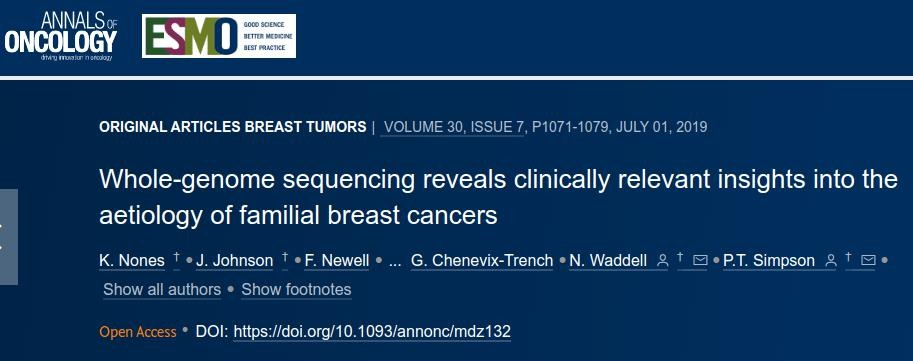 ANNALS OF
ONCOLOGY
driving innovation in oncology
ESMO
GOOD SCIENCE
BETTER MEDICINE
BEST PRACTICE
ORIGINAL ARTICLES BREAST TUMORS | VOLUME 30, ISSUE 7, P1071-1079, JULY 01, 2019
Whole-genome sequencing reveals clinically relevant insights into the
aetiology of familial breast cancers
K. Nones † • J. Johnson † • F. Newell • ... G. Chenevix-Trench • N. Waddell † • P.T. Simpson † •
Show all authors • Show footnotes
Open Access • DOI: https://doi.org/10.1093/annonc/mdz132